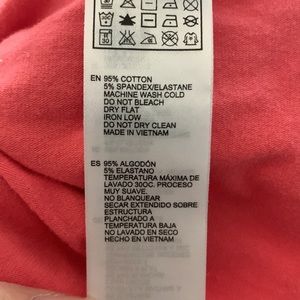 EN 95% COTTON
5% SPANDEX/ELASTANE
MACHINE WASH COLD
DO NOT BLEACH
DRY FLAT
IRON LOW
DO NOT DRY CLEAN
MADE IN VIETNAM
ES 95% ALGODÓN
5% ELASTANO
TEMPERATURA MÁXIMA DE
LAVADO 300C. PROCESO
MUY SUAVE.
NO BLANQUEAR
SECAR EXTENDIDO SOBRE
ESTRUCTURA
PLANCHADO A
TEMPERATURA BAJA
NO LAVADO EN SECO
HECHO EN VIETNAM